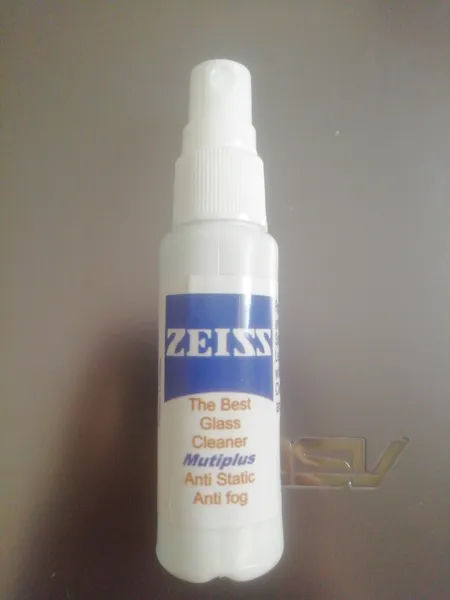 ZEISS
The Best
Glass
Cleaner
Mutiplus
Anti Static
Anti fog